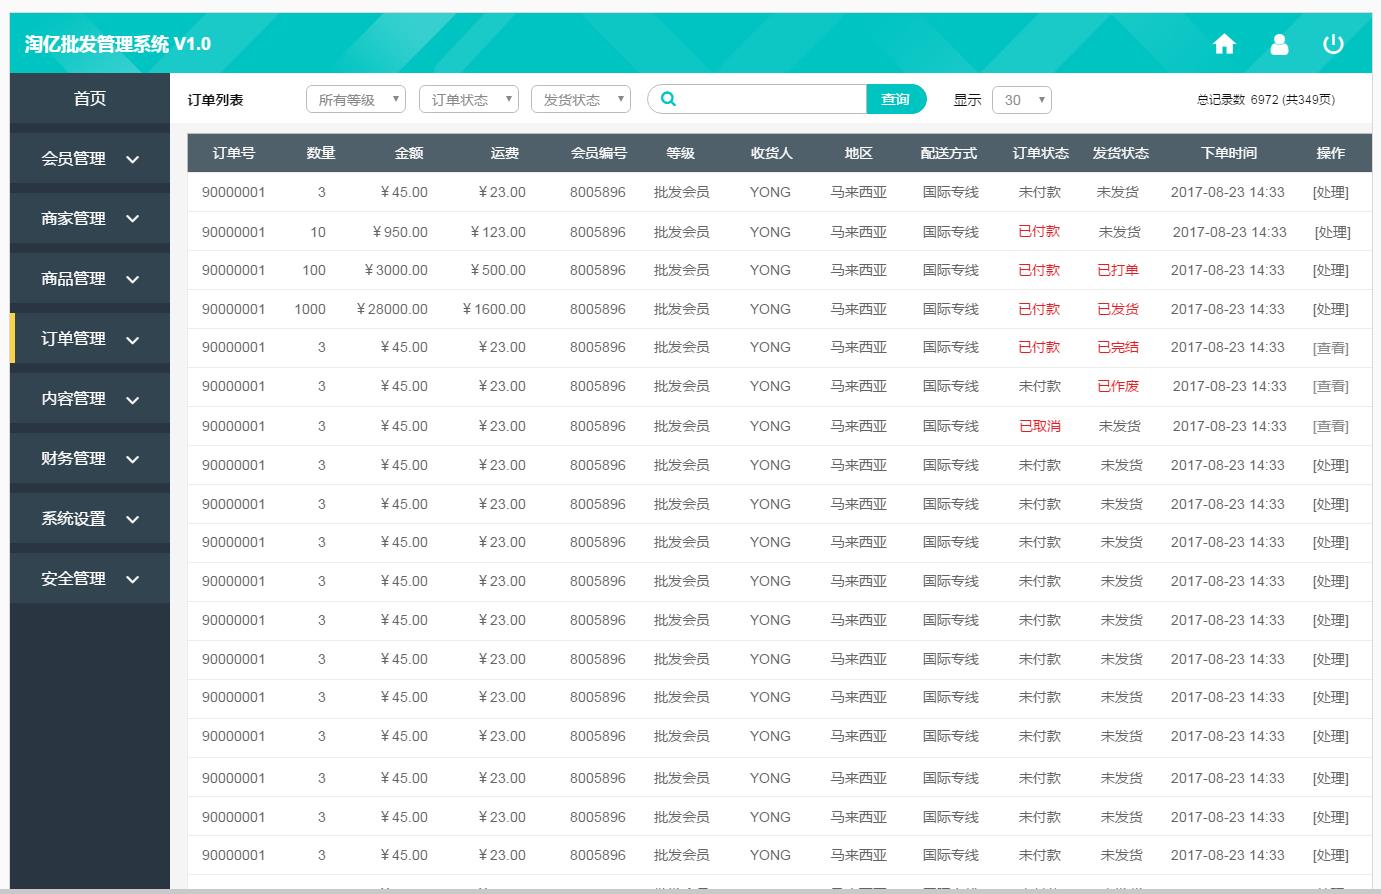 淘亿批发管理系统 V1.0
首页
会员管理
商家管理
商品管理
订单管理
内容管理
财务管理
系统设置
安全管理
订单列表 所有等级 订单状态 发货状态 查询 显示 30 总记录数 6972 (共349页)
订单号 数量 金额 运费 会员编号 等级 收货人 地区 配送方式 订单状态 发货状态 下单时间 操作
90000001 3 ￥45.00 ￥23.00 8005896 批发会员 YONG 马来西亚 国际专线 未付款 未发货 2017-08-23 14:33 [处理]
90000001 10 ￥950.00 ￥123.00 8005896 批发会员 YONG 马来西亚 国际专线 已付款 未发货 2017-08-23 14:33 [处理]
90000001 100 ￥3000.00 ￥500.00 8005896 批发会员 YONG 马来西亚 国际专线 已付款 已打单 2017-08-23 14:33 [处理]
90000001 1000 ￥28000.00 ￥1600.00 8005896 批发会员 YONG 马来西亚 国际专线 已付款 已发货 2017-08-23 14:33 [处理]
90000001 3 ￥45.00 ￥23.00 8005896 批发会员 YONG 马来西亚 国际专线 已付款 已完结 2017-08-23 14:33 [查看]
90000001 3 ￥45.00 ￥23.00 8005896 批发会员 YONG 马来西亚 国际专线 未付款 已作废 2017-08-23 14:33 [查看]
90000001 3 ￥45.00 ￥23.00 8005896 批发会员 YONG 马来西亚 国际专线 已取消 未发货 2017-08-23 14:33 [查看]
90000001 3 ￥45.00 ￥23.00 8005896 批发会员 YONG 马来西亚 国际专线 未付款 未发货 2017-08-23 14:33 [处理]
90000001 3 ￥45.00 ￥23.00 8005896 批发会员 YONG 马来西亚 国际专线 未付款 未发货 2017-08-23 14:33 [处理]
90000001 3 ￥45.00 ￥23.00 8005896 批发会员 YONG 马来西亚 国际专线 未付款 未发货 2017-08-23 14:33 [处理]
90000001 3 ￥45.00 ￥23.00 8005896 批发会员 YONG 马来西亚 国际专线 未付款 未发货 2017-08-23 14:33 [处理]
90000001 3 ￥45.00 ￥23.00 8005896 批发会员 YONG 马来西亚 国际专线 未付款 未发货 2017-08-23 14:33 [处理]
90000001 3 ￥45.00 ￥23.00 8005896 批发会员 YONG 马来西亚 国际专线 未付款 未发货 2017-08-23 14:33 [处理]
90000001 3 ￥45.00 ￥23.00 8005896 批发会员 YONG 马来西亚 国际专线 未付款 未发货 2017-08-23 14:33 [处理]
90000001 3 ￥45.00 ￥23.00 8005896 批发会员 YONG 马来西亚 国际专线 未付款 未发货 2017-08-23 14:33 [处理]
90000001 3 ￥45.00 ￥23.00 8005896 批发会员 YONG 马来西亚 国际专线 未付款 未发货 2017-08-23 14:33 [处理]
90000001 3 ￥45.00 ￥23.00 8005896 批发会员 YONG 马来西亚 国际专线 未付款 未发货 2017-08-23 14:33 [处理]
90000001 3 ￥45.00 ￥23.00 8005896 批发会员 YONG 马来西亚 国际专线 未付款 未发货 2017-08-23 14:33 [处理]